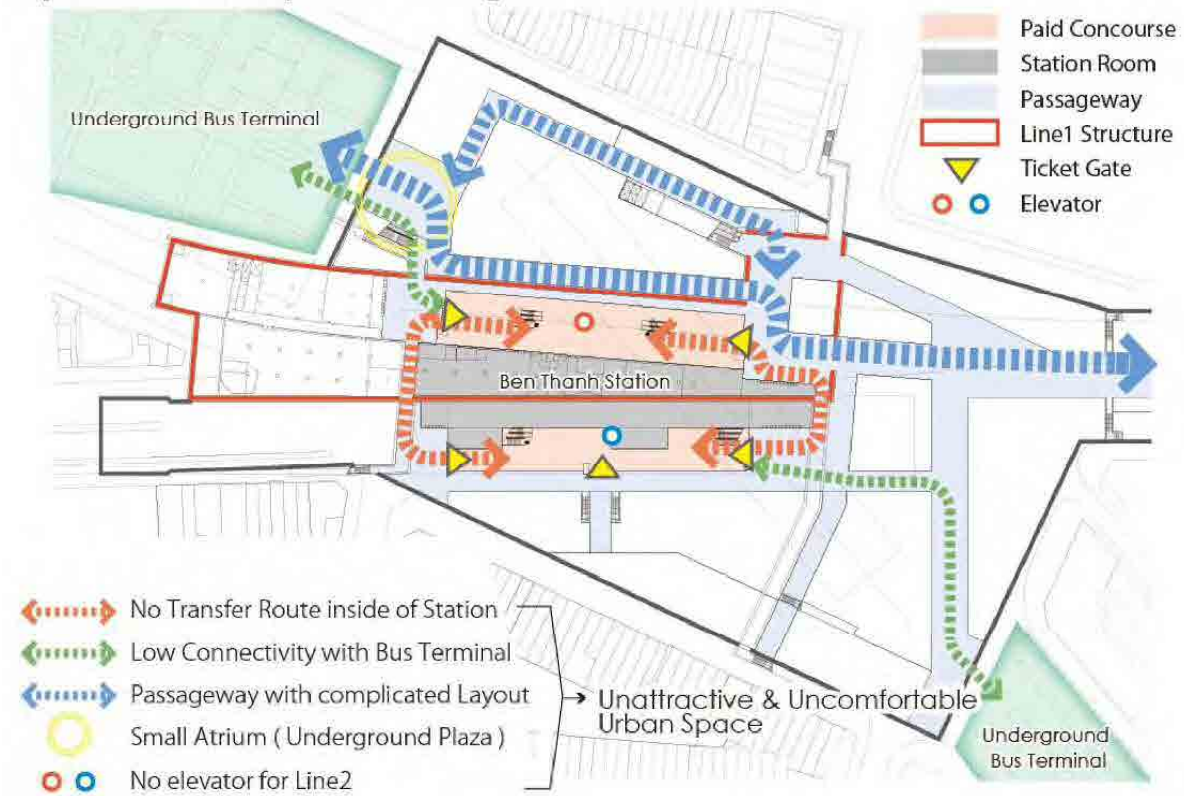 Paid Concourse
Station Room
Passageway
Line1 Structure
Ticket Gate
Elevator
Underground Bus Terminal
Ben Thanh Station
No Transfer Route inside of Station
Low Connectivity with Bus Terminal
Passageway with complicated Layout
Small Atrium ( Underground Plaza )
No elevator for Line2
Unattractive & Uncomfortable
Urban Space
Underground
Bus Terminal